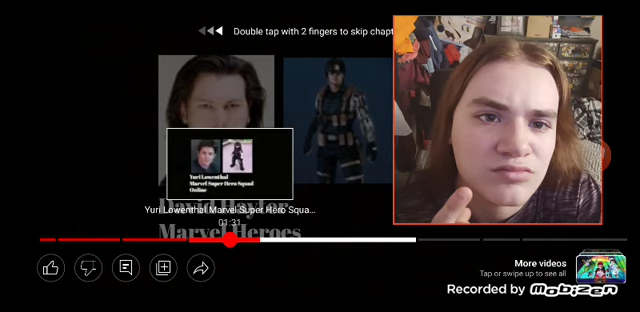 Double tap with 2 fingers to skip chapt
Yuri Lowenthal
Marvel Super Hero Squad
Online
David Hayter
Yuri Lowenthal Marvel Super Hero Squa...
01:31
Marvel Heroes
More videos
Tap or swipe up to see all
Recorded by Mobizen